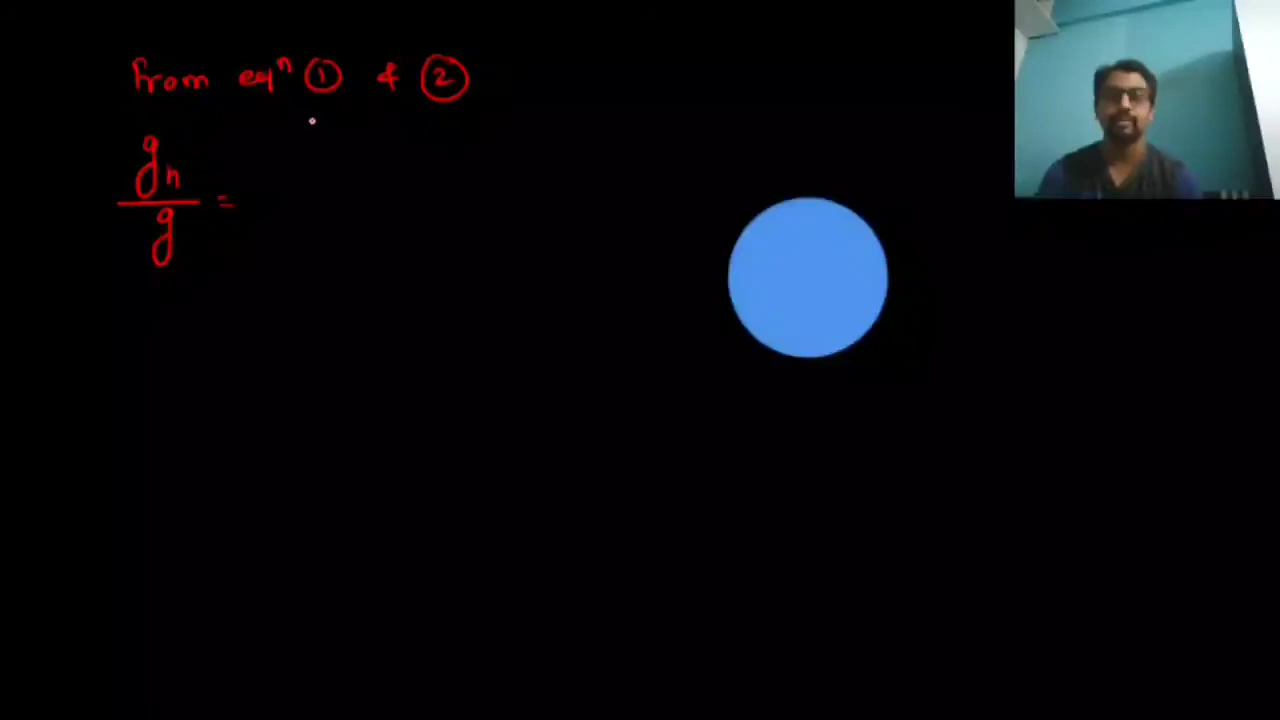 From eqⁿ ① & ②
gₕ
g =